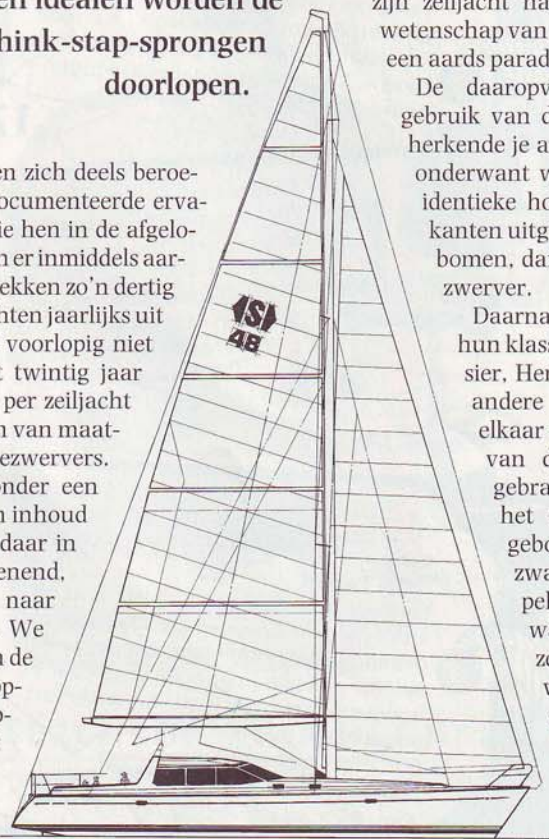 en idealen worden de
hink-stap-sprongen
doorlopen.
en zich deels beroe-
ocumenteerde erva-
ie hen in de afgelo-
n er inmiddels aar-
ekken zo'n dertig
nten jaarlijks uit
voorlopig niet
t twintig jaar
per zeiljacht
n van maat-
ezwervers.
onder een
n inhoud
daar in
enend,
naar
We
n de
op-
p-
S
48
zijn zeiljacht na
wetenschap van
een aards parad
De daaropv
gebruik van d
herkende je a
onderwant w
identieke ho
kanten uitg
bomen, da
zwerver.
Daarna
hun klass
sier, Her
andere
elkaar
van d
gebra
het
gebo
zwa
pel
w
ze
v